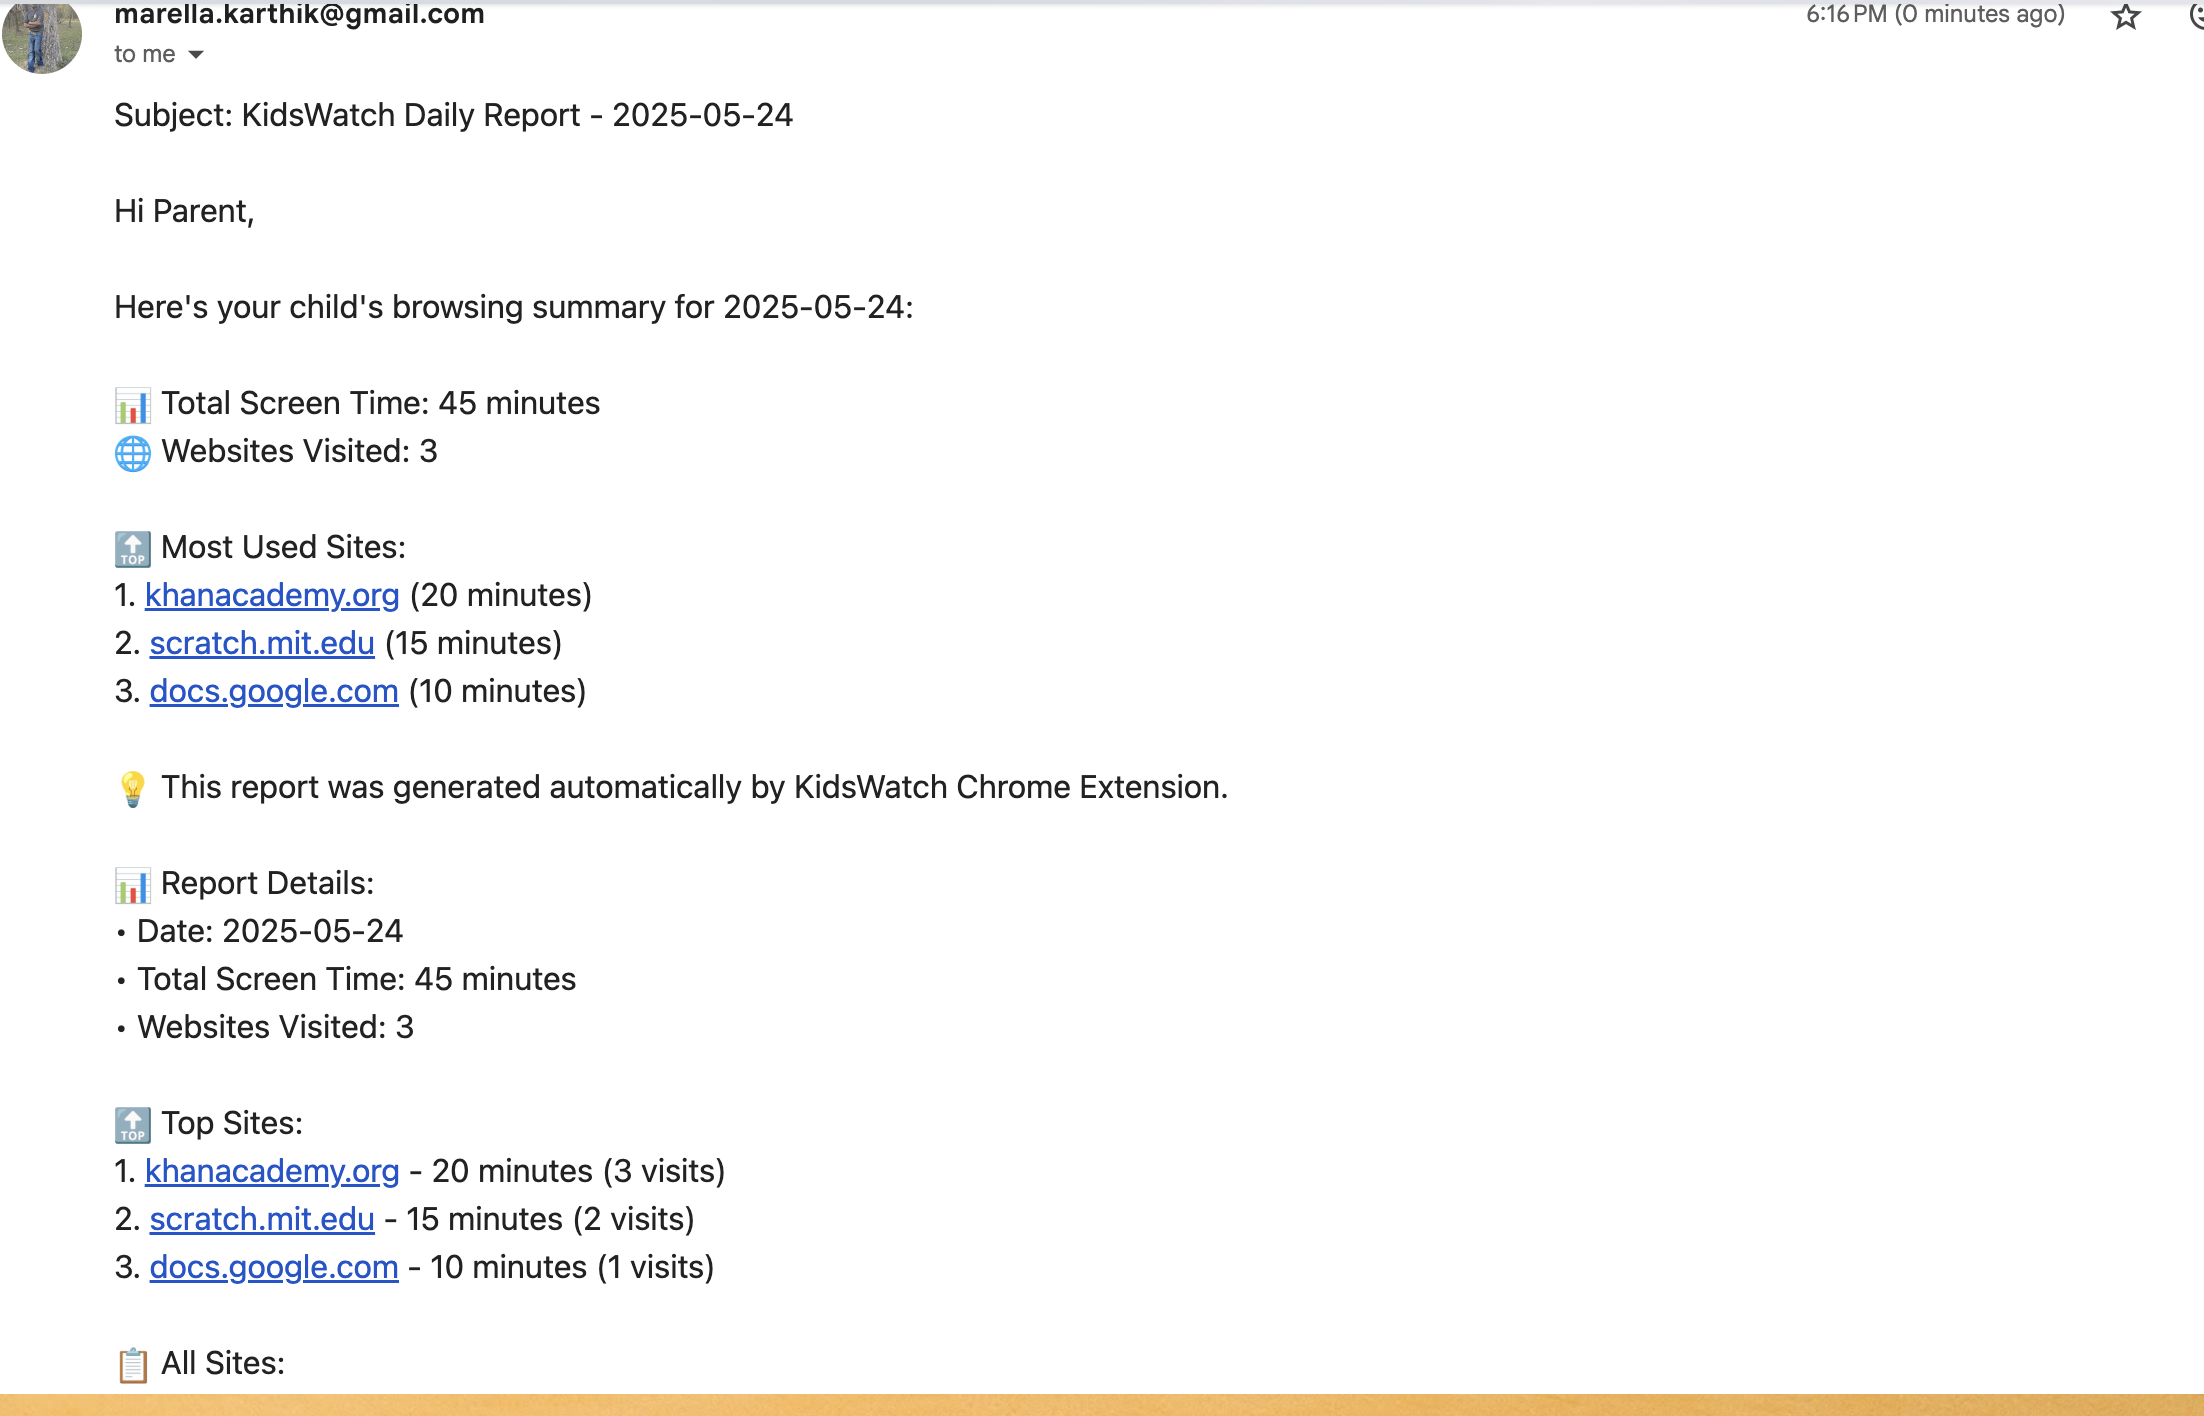 marella.karthik@gmail.com
6:16 PM (0 minutes ago)
to me
Subject: KidsWatch Daily Report - 2025-05-24
Hi Parent,
Here's your child's browsing summary for 2025-05-24:
📊 Total Screen Time: 45 minutes
🌐 Websites Visited: 3
🔝 Most Used Sites:
1. khanacademy.org (20 minutes)
2. scratch.mit.edu (15 minutes)
3. docs.google.com (10 minutes)
💡 This report was generated automatically by KidsWatch Chrome Extension.
📊 Report Details:
• Date: 2025-05-24
• Total Screen Time: 45 minutes
• Websites Visited: 3
🔝 Top Sites:
1. khanacademy.org - 20 minutes (3 visits)
2. scratch.mit.edu - 15 minutes (2 visits)
3. docs.google.com - 10 minutes (1 visits)
📋 All Sites: